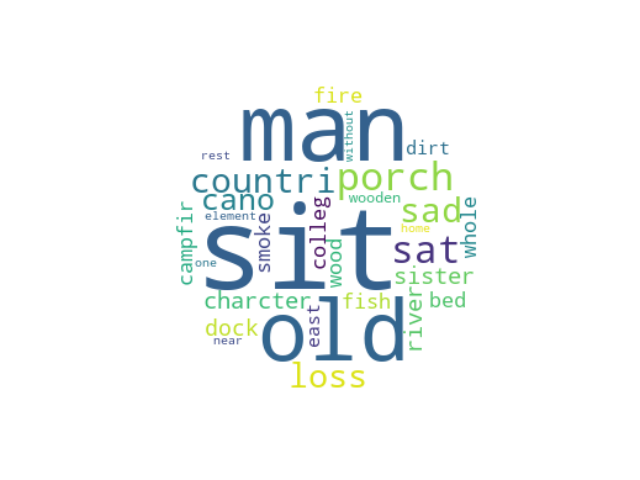 fire
man
without
dirt
rest
countri
porch
cano
wooden
sad
whole
campfir
element
smoke
colleg
sit
home
sat
wood
one
sister
charcter
fish
bed
river
dock
east
old
near
loss